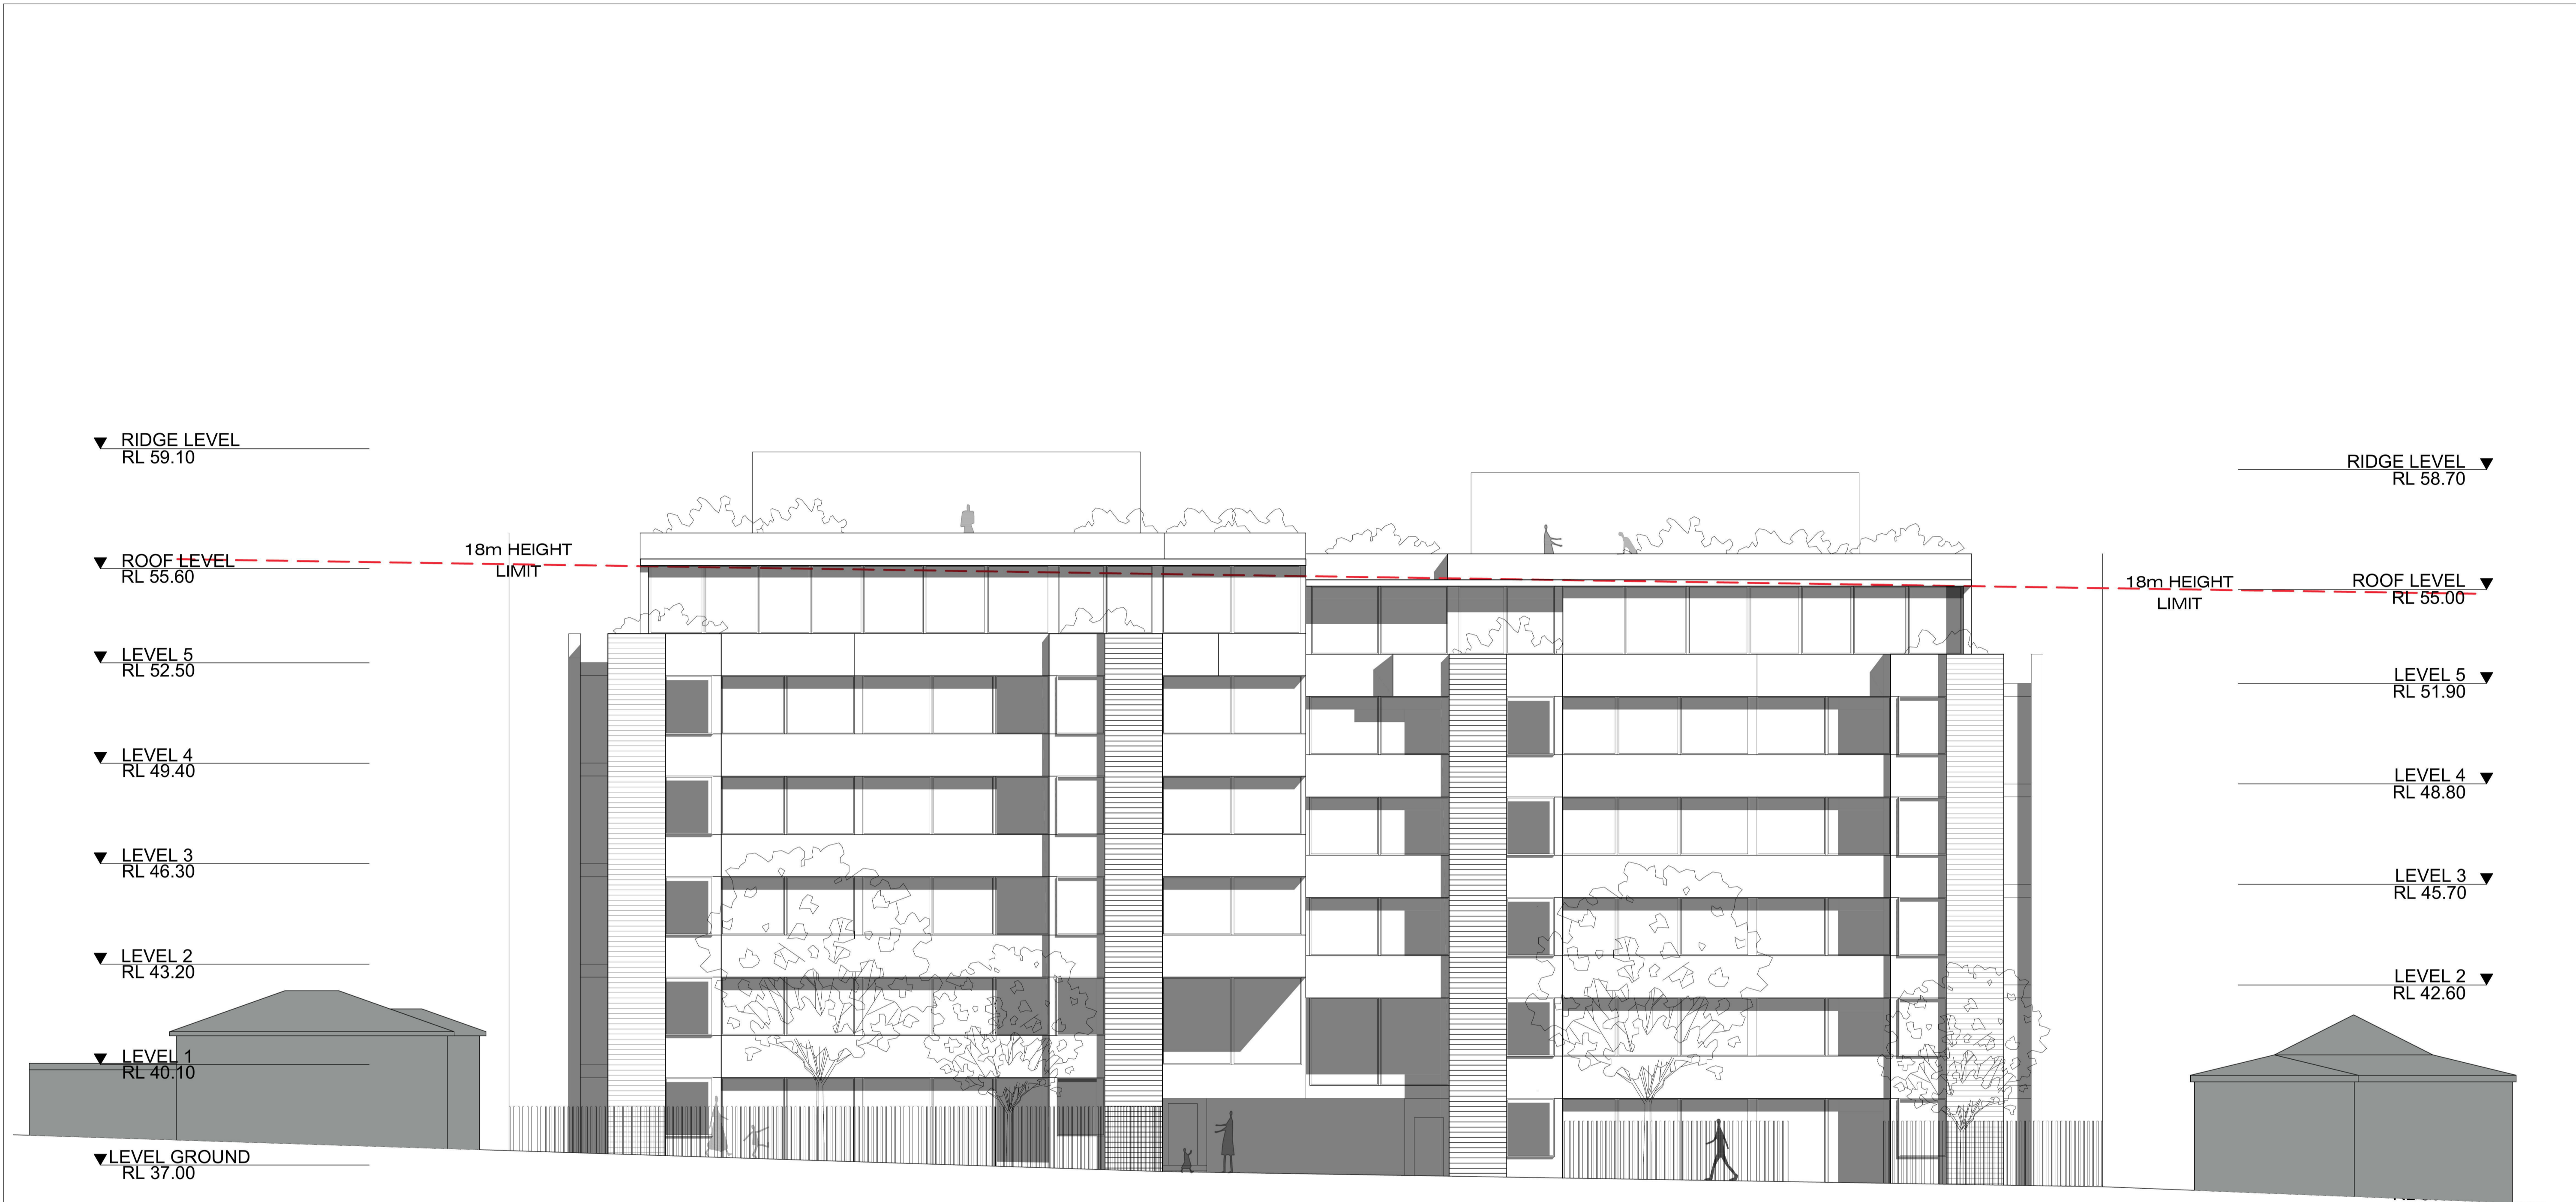 RIDGE LEVEL
RL 59.10
ROOF LEVEL
RL 55.60
18m HEIGHT
LIMIT
LEVEL 5
RL 52.50
LEVEL 4
RL 49.40
LEVEL 3
RL 46.30
LEVEL 2
RL 43.20
LEVEL 1
RL 40.10
LEVEL GROUND
RL 37.00
RIDGE LEVEL
RL 58.70
18m HEIGHT
LIMIT
ROOF LEVEL
RL 55.00
LEVEL 5
RL 51.90
LEVEL 4
RL 48.80
LEVEL 3
RL 45.70
LEVEL 2
RL 42.60